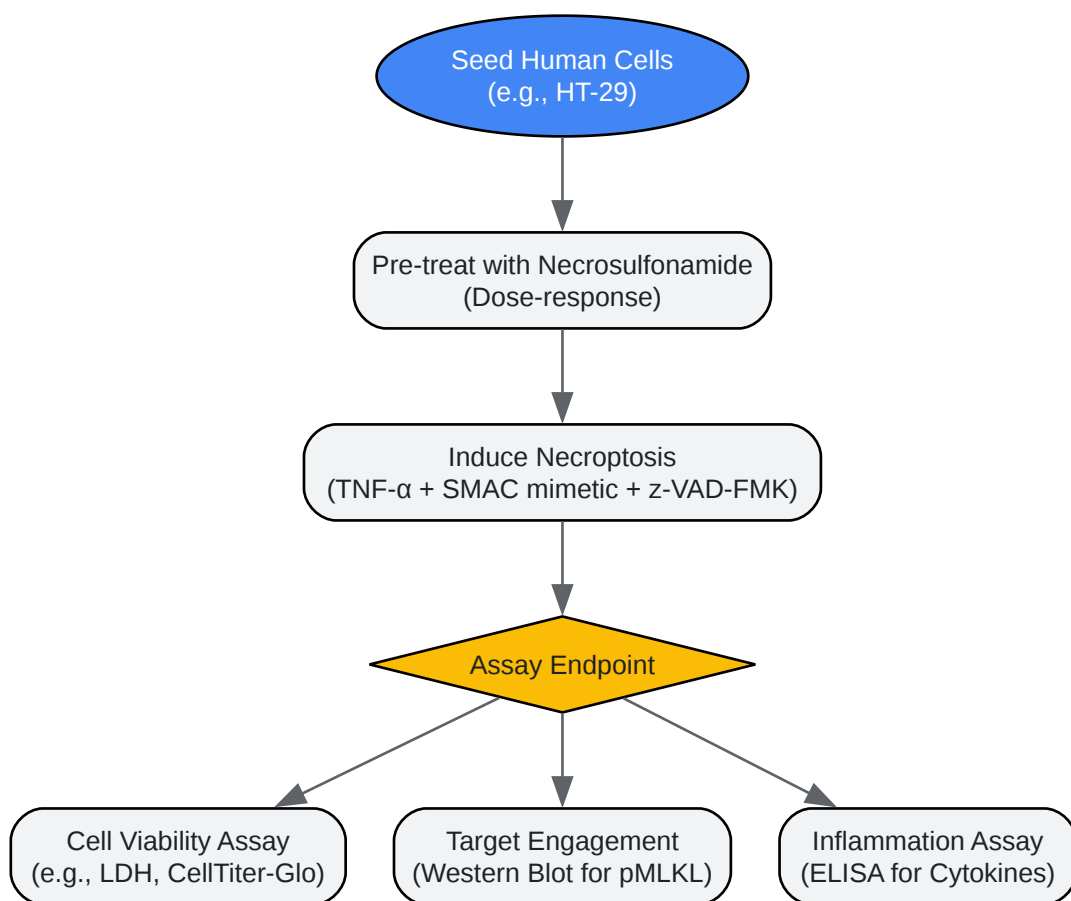 Seed Human Cells
(e.g., HT-29)
Pre-treat with Necrosulfonamide
(Dose-response)
Induce Necroptosis
(TNF-α + SMAC mimetic + z-VAD-FMK)
Assay Endpoint
Cell Viability Assay
(e.g., LDH, CellTiter-Glo)
Target Engagement
(Western Blot for pMLKL)
Inflammation Assay
(ELISA for Cytokines)